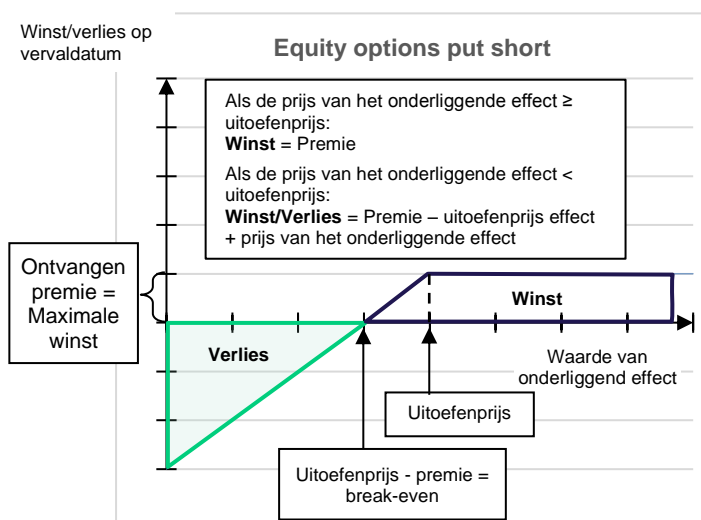 Winst/verlies op
vervaldatum
Equity options put short
Als de prijs van het onderliggende effect ≥
uitoefenprijs:
Winst = Premie
Als de prijs van het onderliggende effect <
uitoefenprijs:
Winst/Verlies = Premie – uitoefenprijs effect
+ prijs van het onderliggende effect
Ontvangen
premie =
Maximale
winst
Winst
Verlies
Waarde van
onderliggend effect
Uitoefenprijs
Uitoefenprijs - premie =
break-even